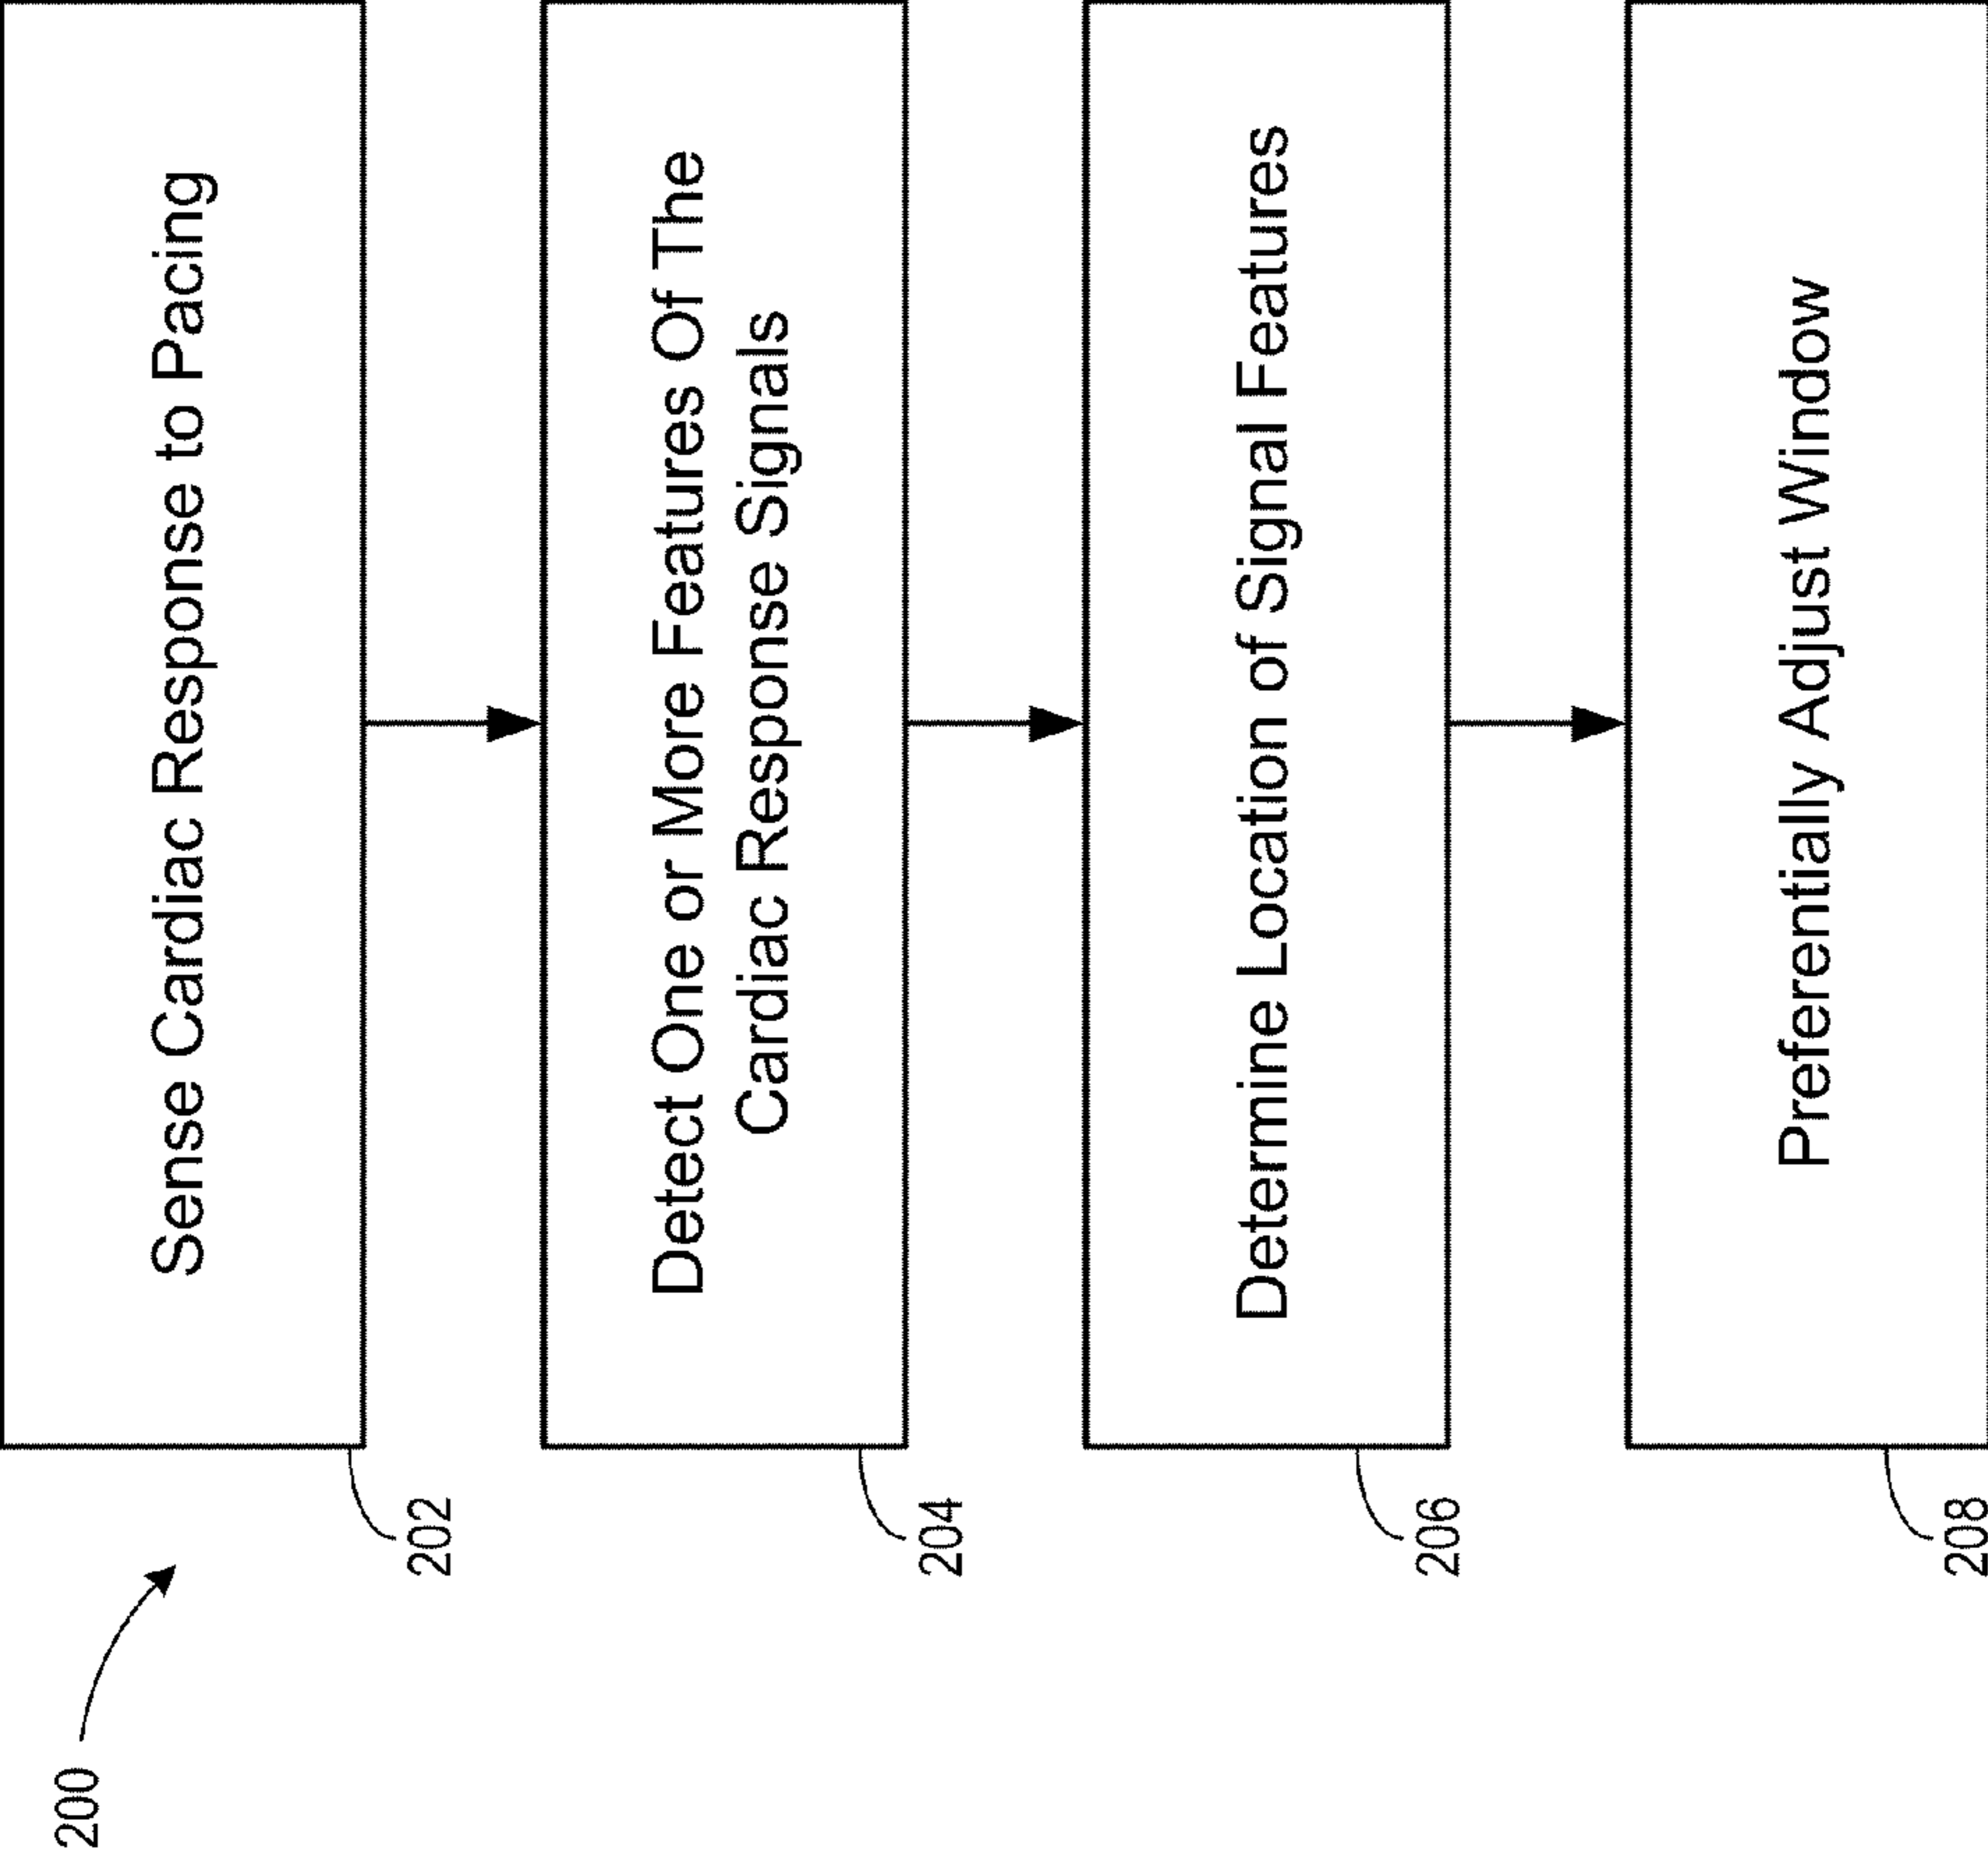 200
202
Sense Cardiac Response to Pacing
204
Detect One or More Features Of The
Cardiac Response Signals
206
Determine Location of Signal Features
208
Preferentially Adjust Window